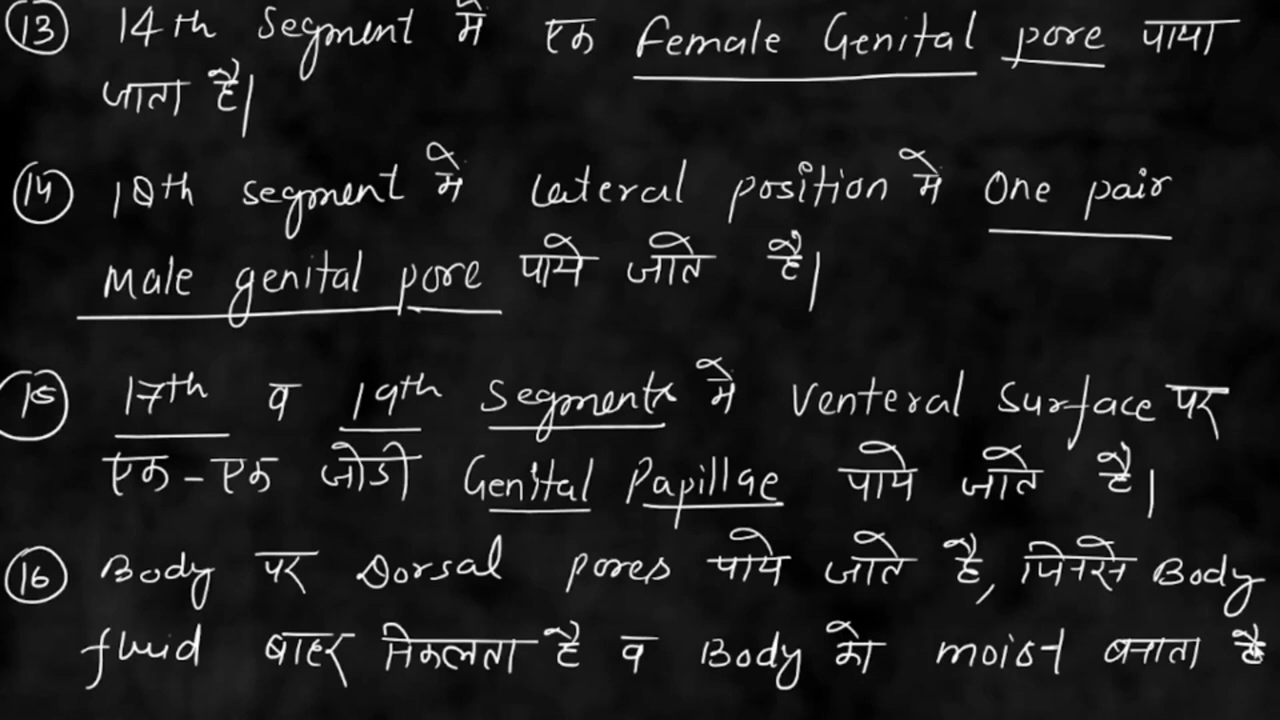 (13) 14th Segment में एक Female Genital pore पाया
जाता है।
(14) 18th segment में Lateral position में One pair
Male genital pore पाये जाते है।
(15) 17th व 19th Segments में Venteral Surface पर
एक-एक जोडी Genital Papillae पाये जाते है।
(16) Body पर Dorsal pores पाये जाते है, जिनसे Body
fluid बाहर निकलता है व Body को moist बनाता है